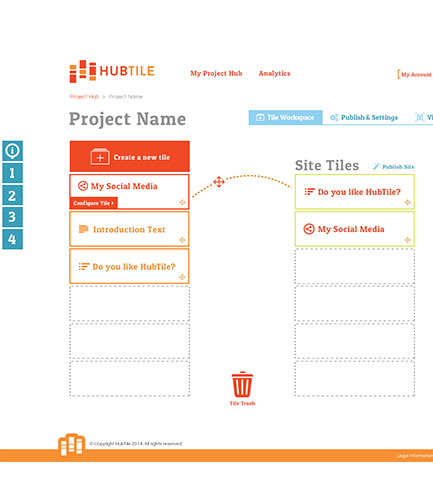 HUBTILE
My Project Hub
Analytics
My Account
Project Hub > Project Name
Project Name
Tile Workspace
Publish & Settings
i
1
2
3
4
Create a new tile
My Social Media
Configure Tile >
Introduction Text
Do you like HubTile?
Site Tiles
Publish Site
Do you like HubTile?
My Social Media
Tile Trash
© Copyright HubTile 2014. All rights reserved.
Legal Information